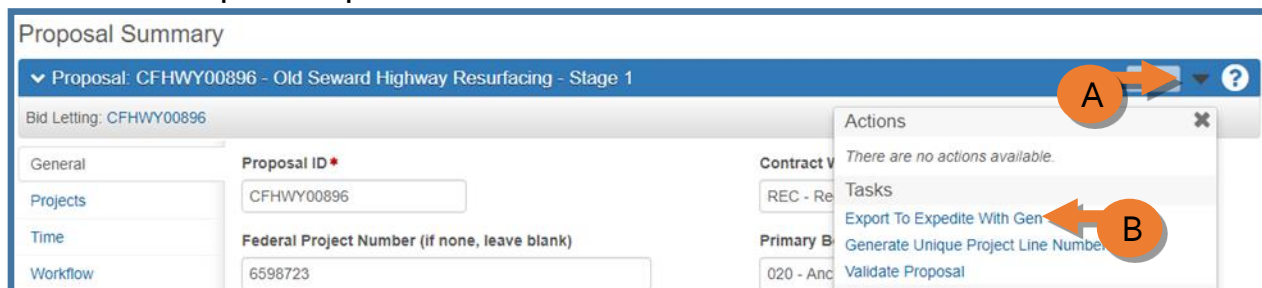 Proposal Summary
Proposal: CFHWY00896 - Old Seward Highway Resurfacing - Stage 1
A
?
Bid Letting: CFHWY00896
Actions
General
Proposal ID
Contract
There are no actions available.
Projects
CFHWY00896
REC - Re
Tasks
Export To Expedite With Gen
B
Time
Federal Project Number (if none, leave blank)
Primary B
Generate Unique Project Line Number
Workflow
6598723
020 - Anc
Validate Proposal